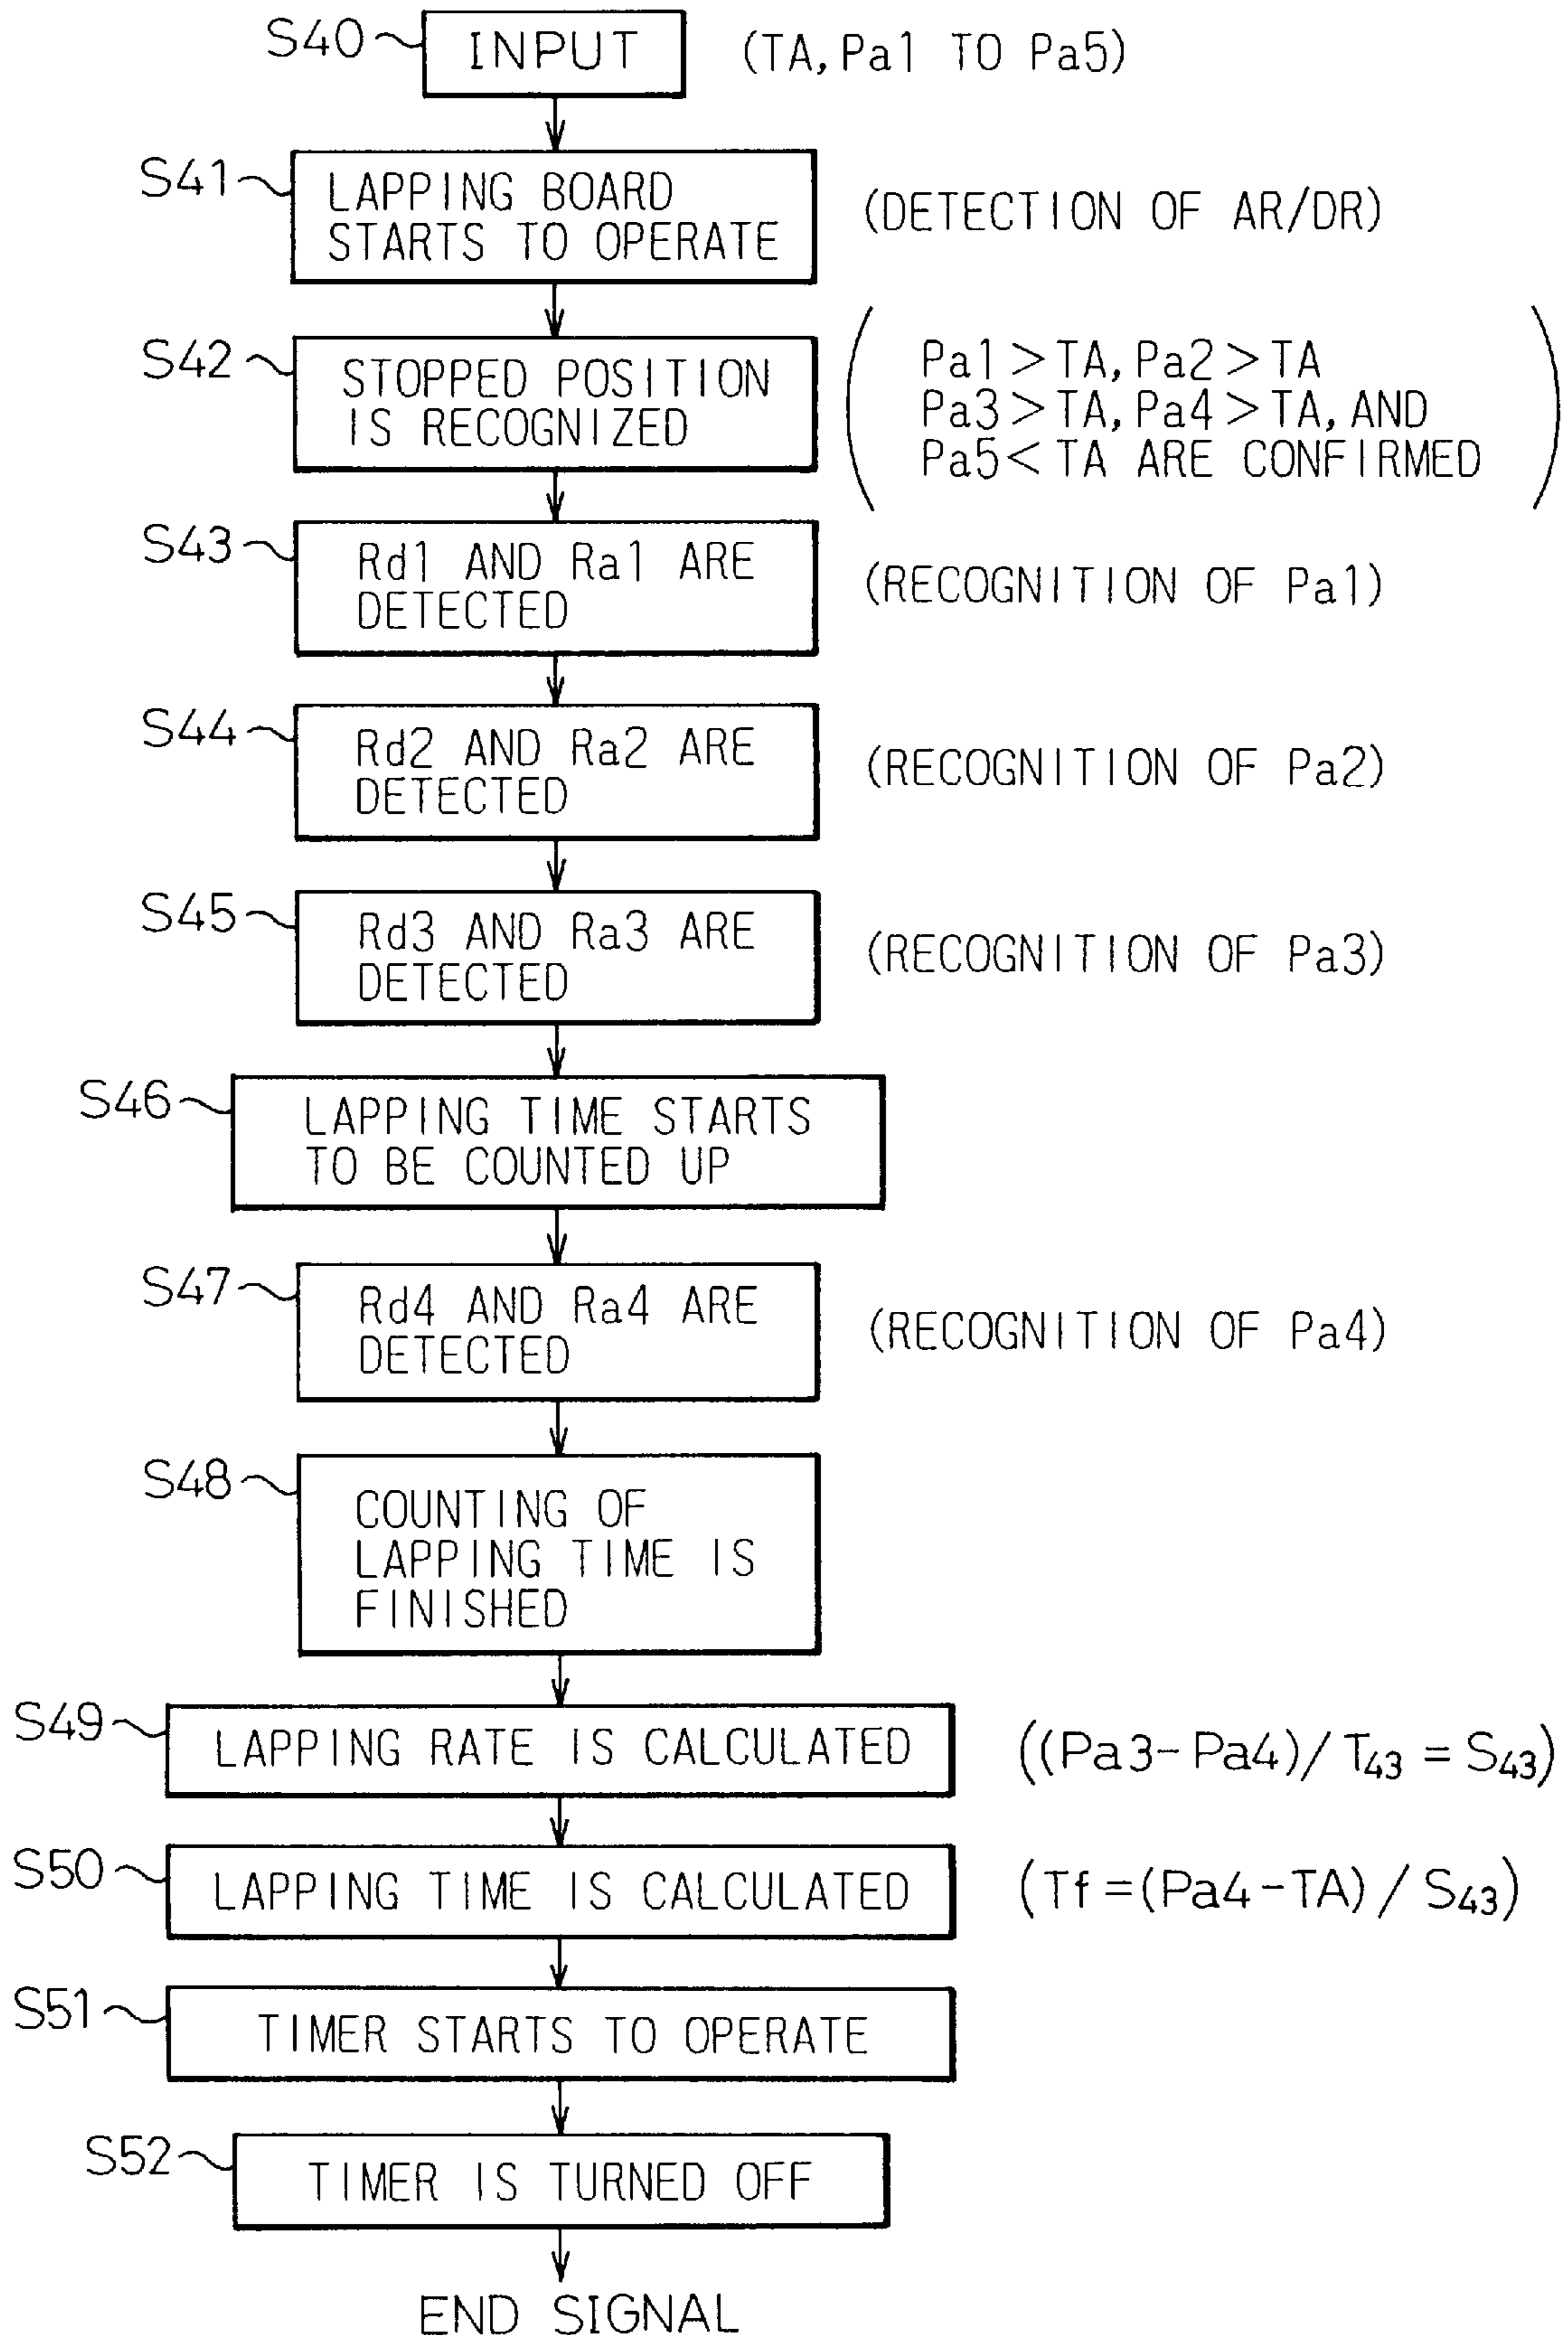 S40 INPUT (TA, Pa1 TO Pa5)
S41 LAPPING BOARD
STARTS TO OPERATE
(DETECTION OF AR/DR)
S42 STOPPED POSITION
IS RECOGNIZED
Pa1 > TA, Pa2 > TA
Pa3 > TA, Pa4 > TA, AND
Pa5 < TA ARE CONFIRMED
S43 Rd1 AND Ra1 ARE
DETECTED
(RECOGNITION OF Pa1)
S44 Rd2 AND Ra2 ARE
DETECTED
(RECOGNITION OF Pa2)
S45 Rd3 AND Ra3 ARE
DETECTED
(RECOGNITION OF Pa3)
S46 LAPPING TIME STARTS
TO BE COUNTED UP
S47 Rd4 AND Ra4 ARE
DETECTED
(RECOGNITION OF Pa4)
S48 COUNTING OF
LAPPING TIME IS
FINISHED
S49 LAPPING RATE IS CALCULATED ((Pa3-Pa4)/T₄₃ = S₄₃)
S50 LAPPING TIME IS CALCULATED (Tf=(Pa4-TA)/S₄₃)
S51 TIMER STARTS TO OPERATE
S52 TIMER IS TURNED OFF
END SIGNAL